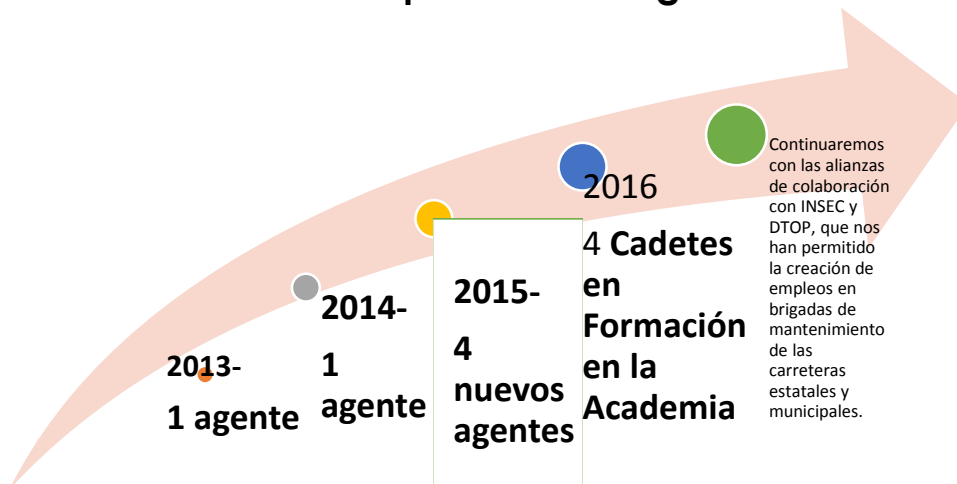 2013-
1 agente
2014-
1
agente
2015-
4
nuevos
agentes
2016
4 Cadetes
en
Formación
en la
Academia
Continuaremos
con las alianzas
de colaboración
con INSEC y
DTOP, que nos
han permitido
la creación de
empleos en
brigadas de
mantenimiento
de las
carreteras
estatales y
municipales.